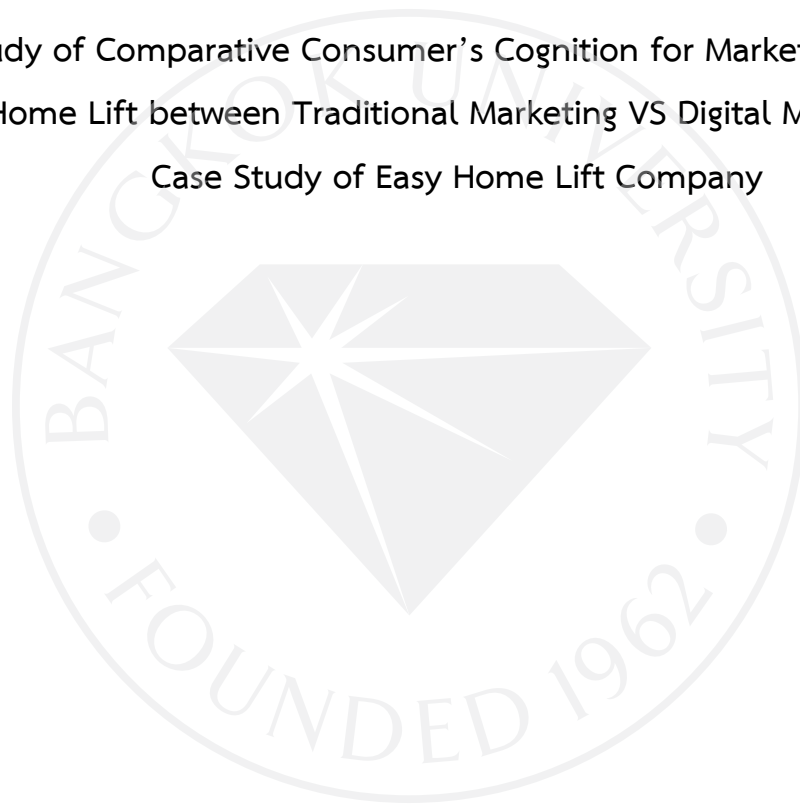 of Comparative Consumer's Cognition for
Home Lift between Traditional Marketing VS Digital
Case Study of Easy Home Lift Company
BANGKOK UNIVERSITY
FOUNDED 1962